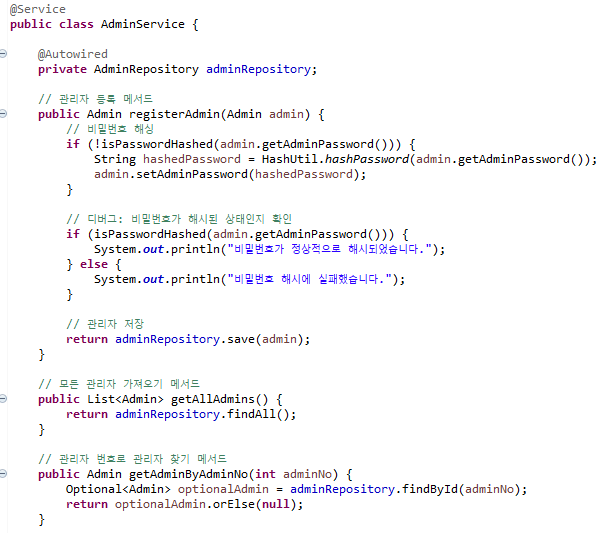 @Service
public class AdminService {
@Autowired
private AdminRepository adminRepository;
// 관리자 등록 메서드
public Admin registerAdmin(Admin admin) {
// 비밀번호 해싱
if (!isPasswordHashed(admin.getAdminPassword())) {
String hashedPassword = HashUtil.hashPassword(admin.getAdminPassword());
admin.setAdminPassword(hashedPassword);
}
// 디버그: 비밀번호가 해시된 상태인지 확인
if (isPasswordHashed(admin.getAdminPassword())) {
System.out.println("비밀번호가 정상적으로 해시되었습니다.");
} else {
System.out.println("비밀번호 해시에 실패했습니다.");
}
// 관리자 저장
return adminRepository.save(admin);
}
// 모든 관리자 가져오기 메서드
public List<Admin> getAllAdmins() {
return adminRepository.findAll();
}
// 관리자 번호로 관리자 찾기 메서드
public Admin getAdminByAdminNo(int adminNo) {
Optional<Admin> optionalAdmin = adminRepository.findById(adminNo);
return optionalAdmin.orElse(null);
}